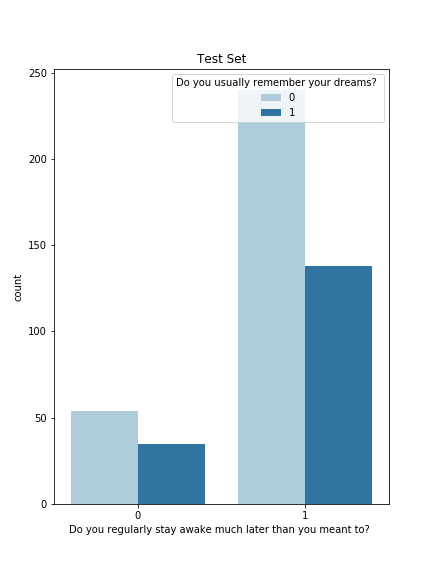 Test Set
Do you usually remember your dreams?
0
1
250
200
150
100
50
0
count
0 1
Do you regularly stay awake much later than you meant to?